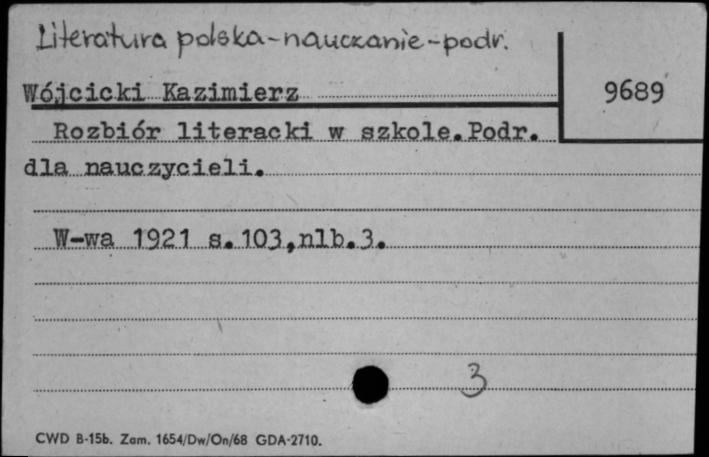 Literatura polska-nauczanie-podr.
Wójcicki Kazimierz
9689
Rozbiór literacki w szkole.Podr.
dla nauczycieli.
W-wa 1921 s.103,nlb.3.
3
CWD B-15b. Zam. 1654/Dw/On/68 GDA-2710.